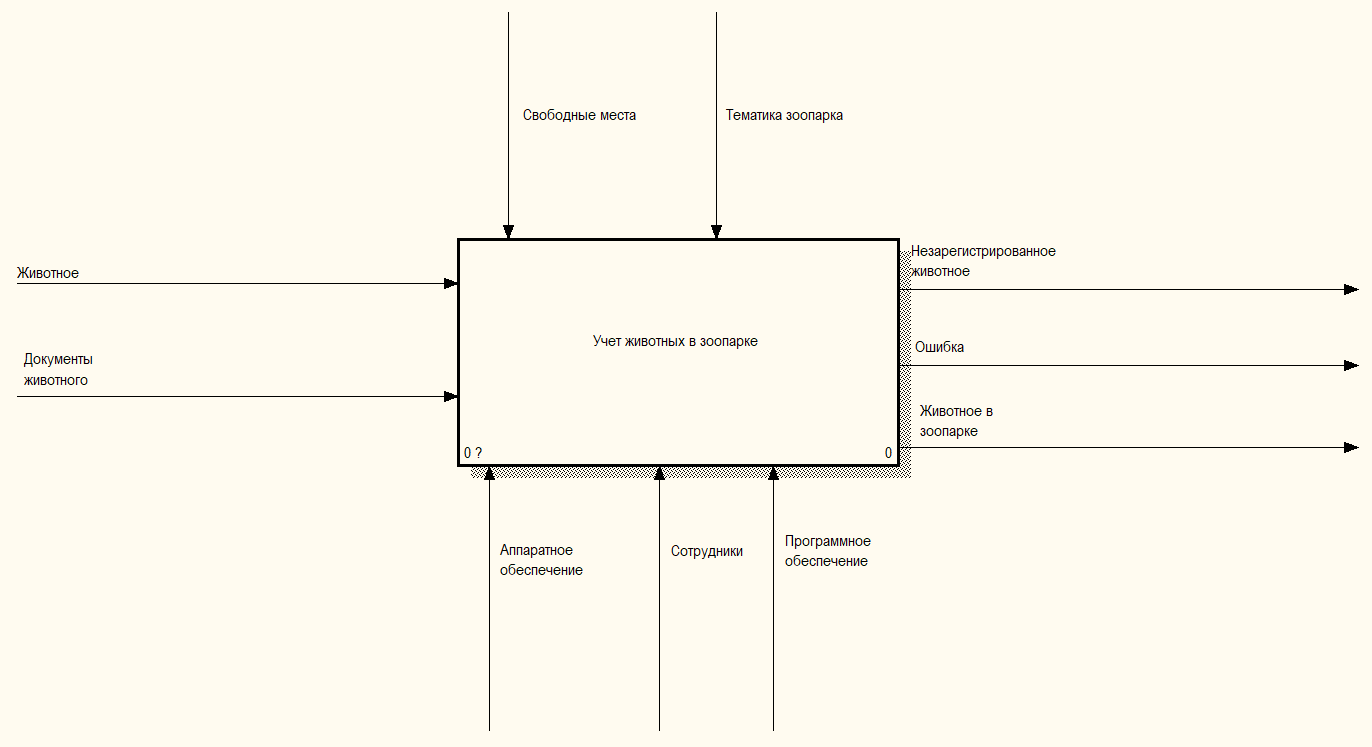 Свободные места
Тематика зоопарка
Животное
Документы
животного
Учет животных в зоопарке
0 ?
0
Незарегистрированное
животное
Ошибка
Животное в
зоопарке
Аппаратное
обеспечение
Сотрудники
Программное
обеспечение